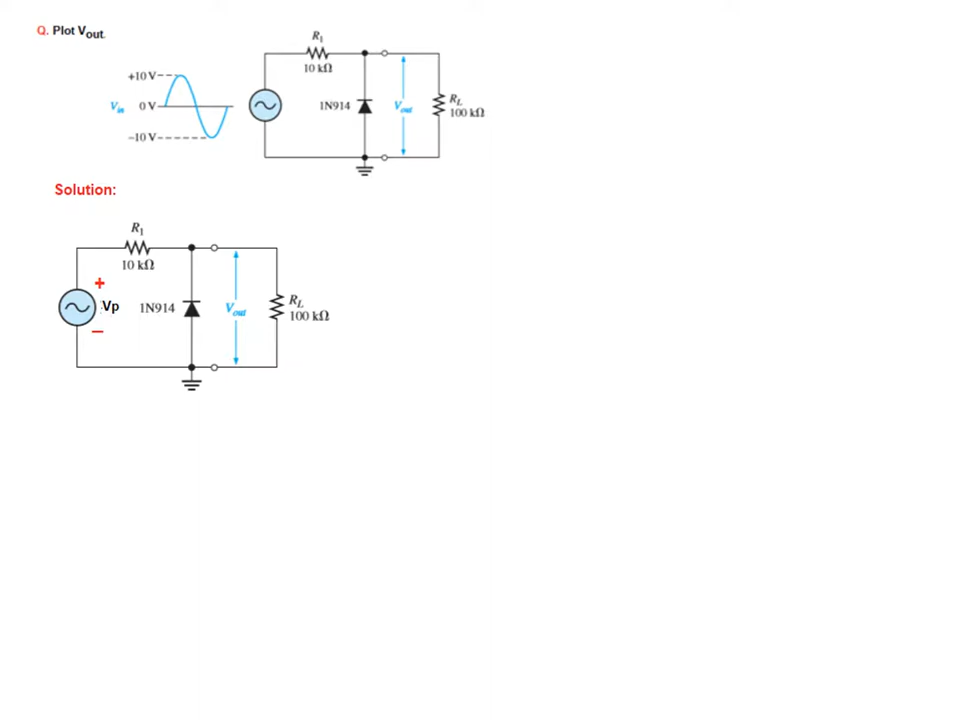 Q. Plot Vout.
R1
10 kΩ
+10 V
Vin 0 V
–10 V
1N914
Vout
RL
100 kΩ
Solution:
R1
10 kΩ
+
Vp
–
1N914
Vout
RL
100 kΩ